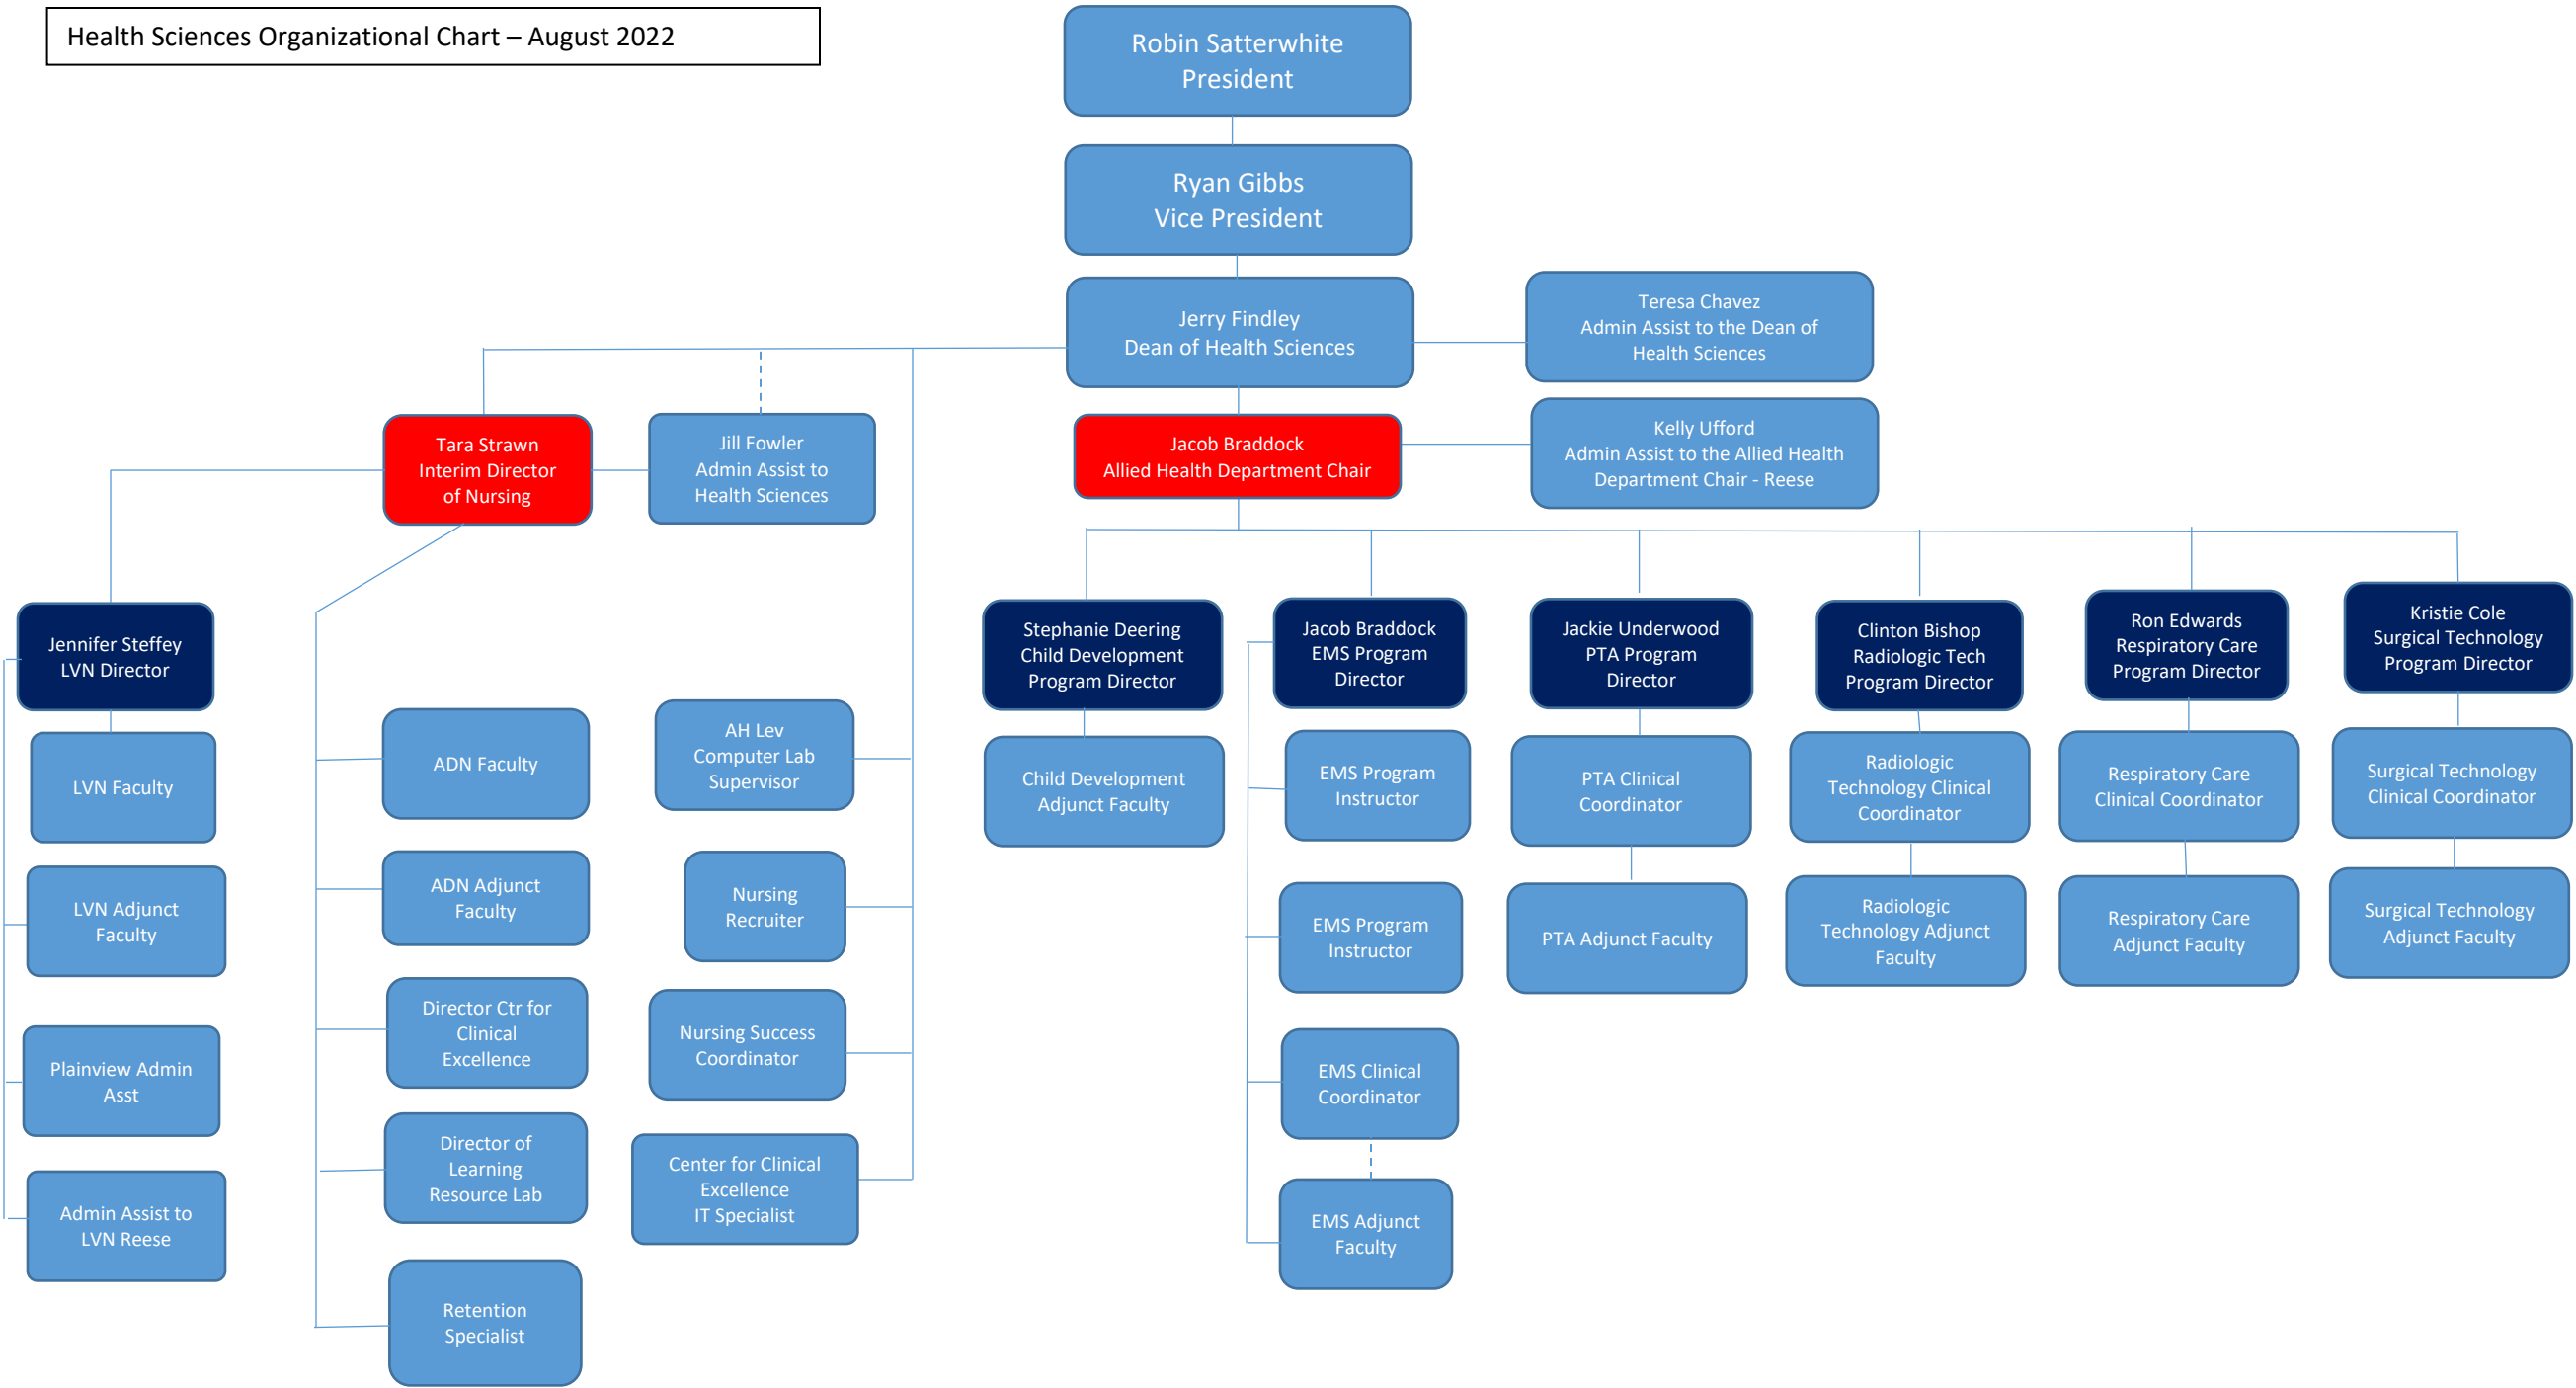 Health Sciences Organizational Chart – August 2022
Robin Satterwhite
President
Ryan Gibbs
Vice President
Jerry Findley
Dean of Health Sciences
Teresa Chavez
Admin Assist to the Dean of
Health Sciences
Tara Strawn
Interim Director
of Nursing
Jill Fowler
Admin Assist to
Health Sciences
Jacob Braddock
Allied Health Department Chair
Kelly Ufford
Admin Assist to the Allied Health
Department Chair - Reese
Jennifer Steffey
LVN Director
Stephanie Deering
Child Development
Program Director
Jacob Braddock
EMS Program
Director
Jackie Underwood
PTA Program
Director
Clinton Bishop
Radiologic Tech
Program Director
Ron Edwards
Respiratory Care
Program Director
Kristie Cole
Surgical Technology
Program Director
LVN Faculty
ADN Faculty
AH Lev
Computer Lab
Supervisor
Child Development
Adjunct Faculty
EMS Program
Instructor
PTA Clinical
Coordinator
Radiologic
Technology Clinical
Coordinator
Respiratory Care
Clinical Coordinator
Surgical Technology
Clinical Coordinator
LVN Adjunct
Faculty
ADN Adjunct
Faculty
Nursing
Recruiter
EMS Program
Instructor
PTA Adjunct Faculty
Radiologic
Technology Adjunct
Faculty
Respiratory Care
Adjunct Faculty
Surgical Technology
Adjunct Faculty
Plainview Admin
Asst
Director Ctr for
Clinical
Excellence
Nursing Success
Coordinator
EMS Clinical
Coordinator
Admin Assist to
LVN Reese
Director of
Learning
Resource Lab
Center for Clinical
Excellence
IT Specialist
EMS Adjunct
Faculty
Retention
Specialist